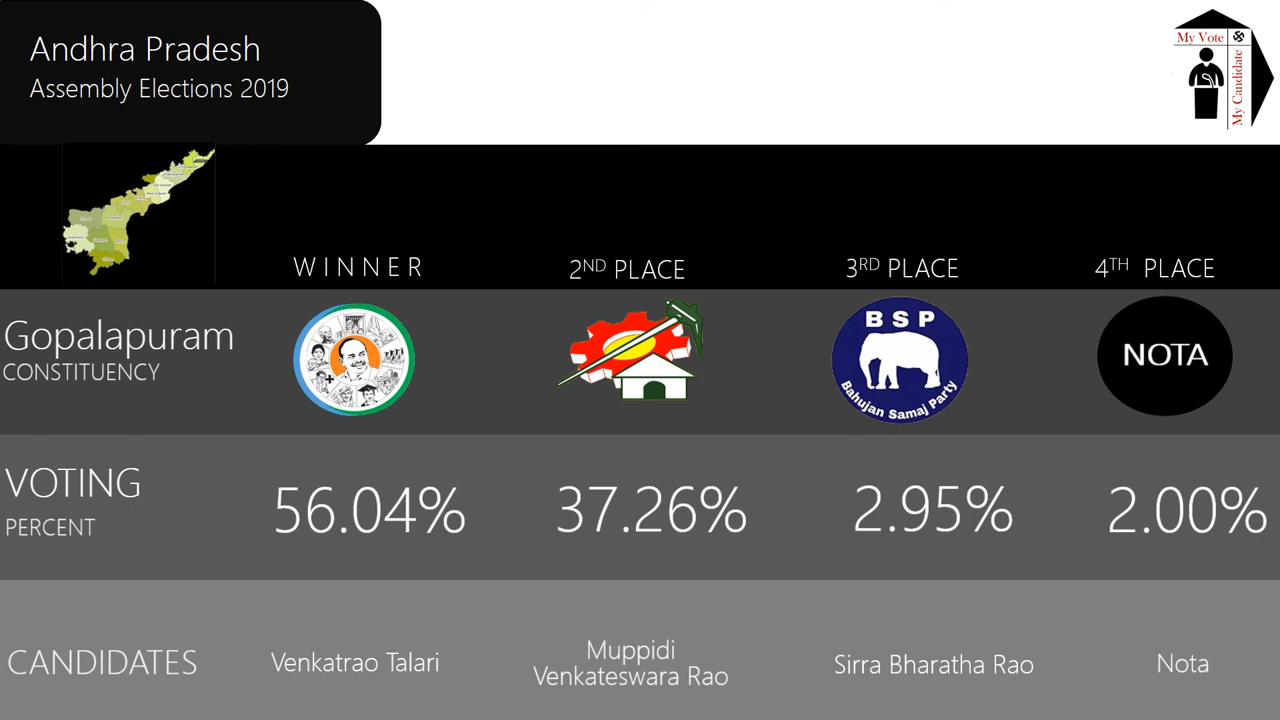 Andhra Pradesh
Assembly Elections 2019
My Vote
My Candidate
WINNER
2ND PLACE
3RD PLACE
4TH PLACE
Gopalapuram
CONSTITUENCY
BSP
Bahujan Samaj Party
NOTA
VOTING
PERCENT
56.04%
37.26%
2.95%
2.00%
CANDIDATES
Venkatrao Talari
Muppidi
Venkateswara Rao
Sirra Bharatha Rao
Nota